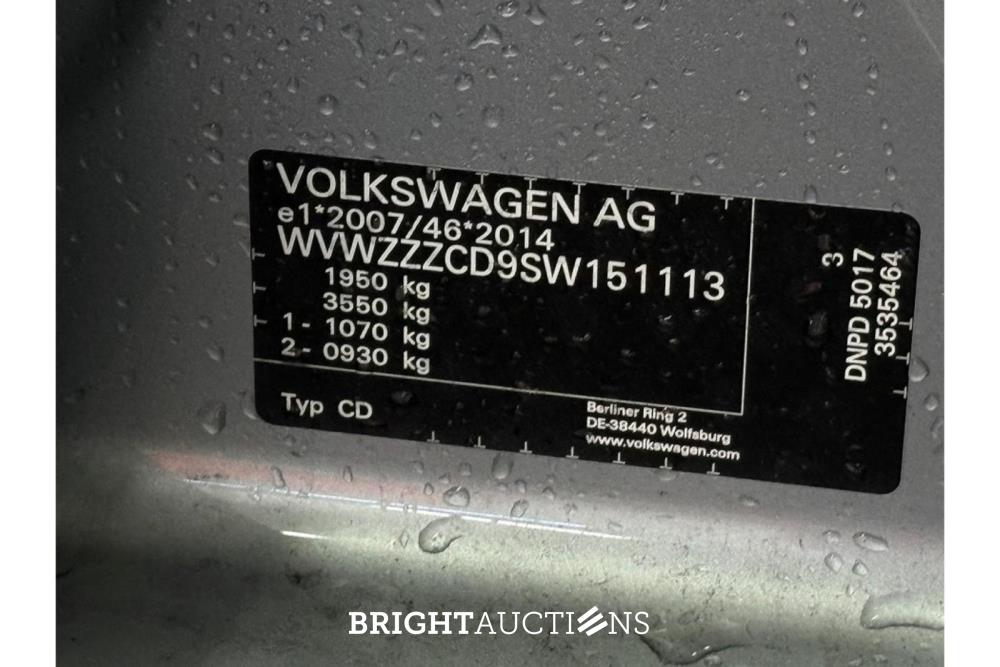 VOLKSWAGEN AG
e1*2007/46*2014
WVWZZZCD9SW151113
1950 kg
3550 kg
1- 1070 kg
2- 0930 kg
Typ CD
Berliner Ring 2
DE-38440 Wolfsburg
www.volkswagen.com
3
DNPD 5017
3535464
BRIGHTAUCTIONS